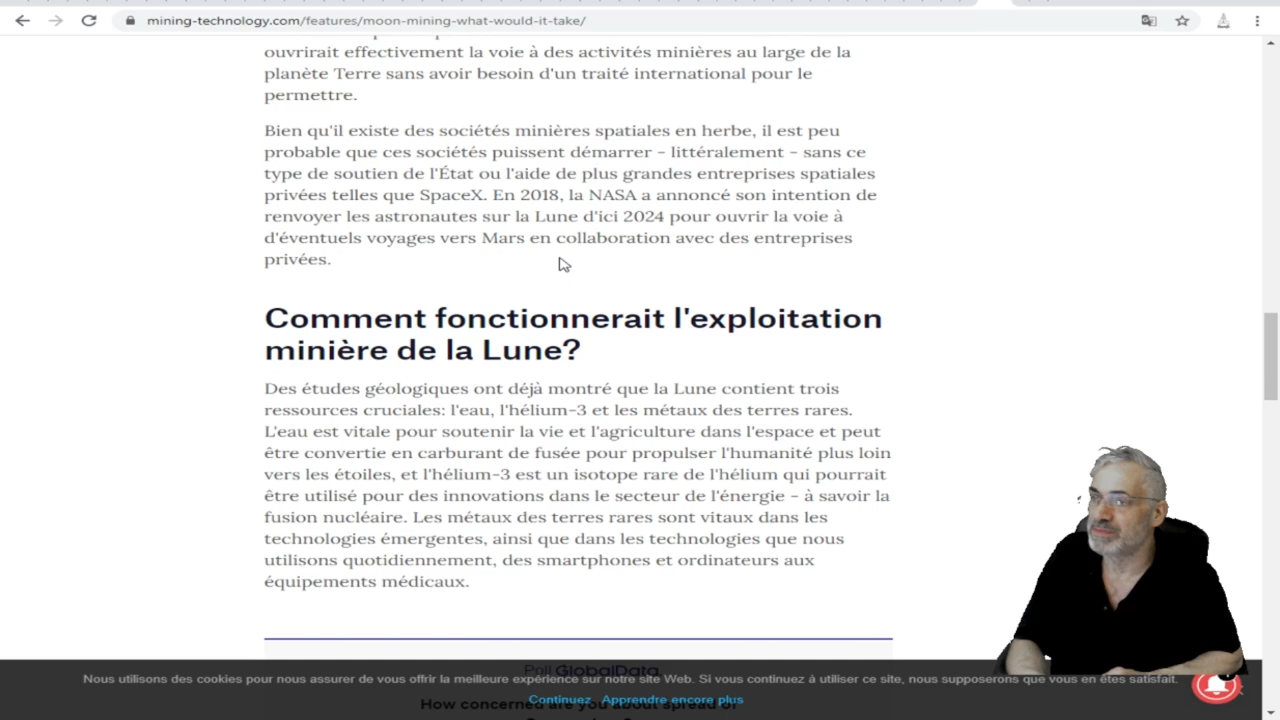 mining-technology.com/features/moon-mining-what-would-it-take/
ouvrirait effectivement la voie à des activités minières au large de la
planète Terre sans avoir besoin d'un traité international pour le
permettre.
Bien qu'il existe des sociétés minières spatiales en herbe, il est peu
probable que ces sociétés puissent démarrer - littéralement - sans ce
type de soutien de l'État ou l'aide de plus grandes entreprises spatiales
privées telles que SpaceX. En 2018, la NASA a annoncé son intention de
renvoyer les astronautes sur la Lune d'ici 2024 pour ouvrir la voie à
d'éventuels voyages vers Mars en collaboration avec des entreprises
privées.
Comment fonctionnerait l'exploitation
minière de la Lune?
Des études géologiques ont déjà montré que la Lune contient trois
ressources cruciales: l'eau, l'hélium-3 et les métaux des terres rares.
L'eau est vitale pour soutenir la vie et l'agriculture dans l'espace et peut
être convertie en carburant de fusée pour propulser l'humanité plus loin
vers les étoiles, et l'hélium-3 est un isotope rare de l'hélium qui pourrait
être utilisé pour des innovations dans le secteur de l'énergie - à savoir la
fusion nucléaire. Les métaux des terres rares sont vitaux dans les
technologies émergentes, ainsi que dans les technologies que nous
utilisons quotidiennement, des smartphones et ordinateurs aux
équipements médicaux.
Poll GlobalData
Nous utilisons des cookies pour nous assurer de vous offrir la meilleure expérience sur notre site Web. Si vous continuez à utiliser ce site, nous supposerons que vous en êtes satisfait.
Continuez Apprendre encore plus
How concerned are you about spread of